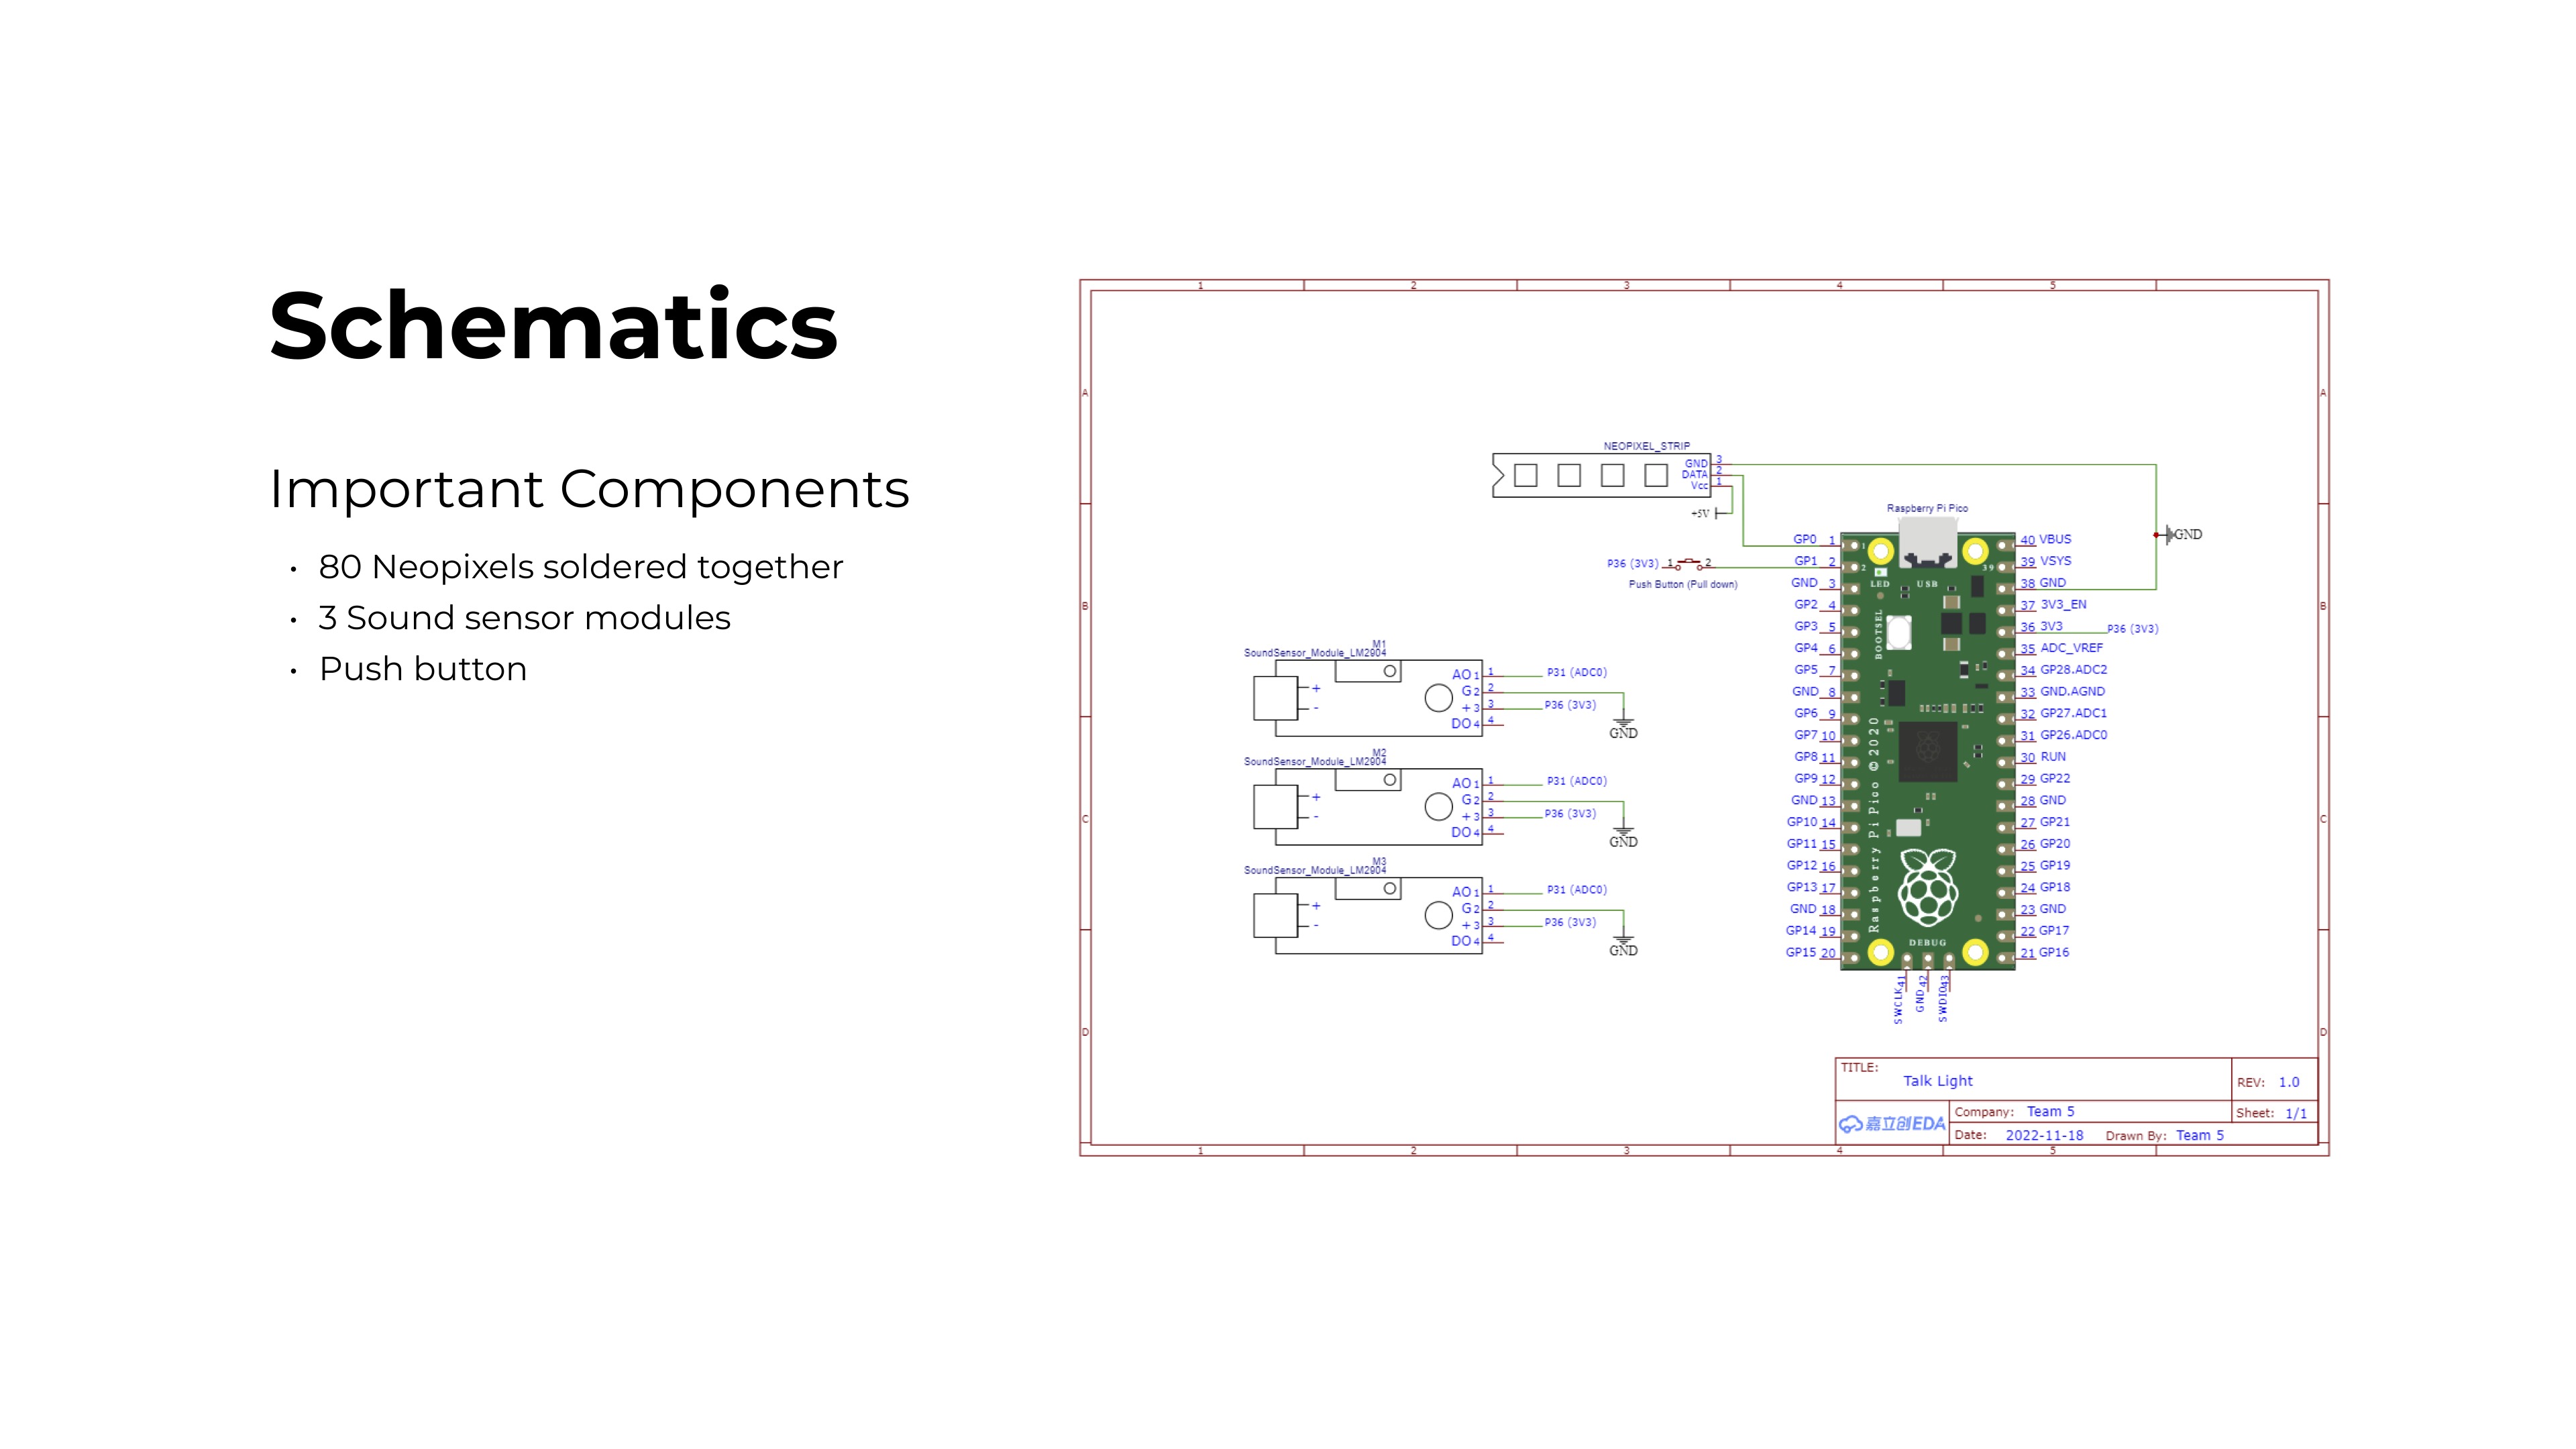 Schematics
Important Components
• 80 Neopixels soldered together
• 3 Sound sensor modules
• Push button
1 2 3 4 5
A
B
C
D
NEOPIXEL_STRIP
GND 3
DATA 2
Vcc 1
+5V
P36 (3V3) 1 2
Push Button (Pull down)
M1
SoundSensor_Module_LM2904
+
-
AO 1 P31 (ADC0)
G 2
+ 3 P36 (3V3)
DO 4
GND
M2
SoundSensor_Module_LM2904
+
-
AO 1 P31 (ADC0)
G 2
+ 3 P36 (3V3)
DO 4
GND
M3
SoundSensor_Module_LM2904
+
-
AO 1 P31 (ADC0)
G 2
+ 3 P36 (3V3)
DO 4
GND
Raspberry Pi Pico
GP0 1
GP1 2
GND 3
GP2 4
GP3 5
GP4 6
GP5 7
GND 8
GP6 9
GP7 10
GP8 11
GP9 12
GND 13
GP10 14
GP11 15
GP12 16
GP13 17
GND 18
GP14 19
GP15 20
1
2
39
LED USB
BOOTSEL
Raspberry Pi Pico ©2020
DEBUG
40 VBUS
39 VSYS
38 GND
37 3V3_EN
36 3V3 P36 (3V3)
35 ADC_VREF
34 GP28.ADC2
33 GND.AGND
32 GP27.ADC1
31 GP26.ADC0
30 RUN
29 GP22
28 GND
27 GP21
26 GP20
25 GP19
24 GP18
23 GND
22 GP17
21 GP16
GND
SWCLK 41
GND 42
SWDIO 43
A
B
C
D
TITLE:
Talk Light
REV: 1.0
嘉立创EDA
Company: Team 5
Sheet: 1/1
Date: 2022-11-18 Drawn By: Team 5
1 2 3 4 5